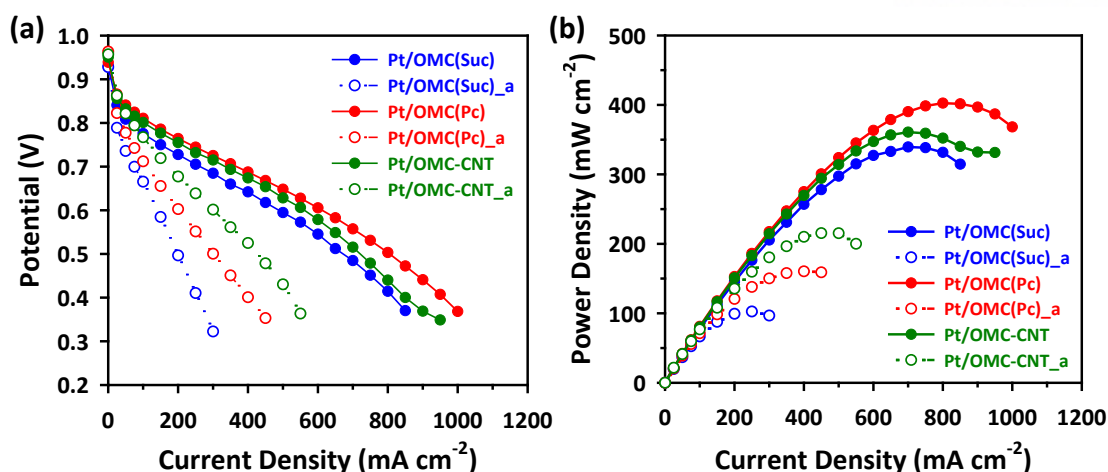 (a)
1.0
0.9
0.8
0.7
0.6
0.5
0.4
0.3
0.2
Potential (V)
Pt/OMC(Suc)
Pt/OMC(Suc)_a
Pt/OMC(Pc)
Pt/OMC(Pc)_a
Pt/OMC-CNT
Pt/OMC-CNT_a
0 200 400 600 800 1000
Current Density (mA cm⁻²)
(b)
500
400
300
200
100
0
Power Density (mW cm⁻²)
Pt/OMC(Suc)
Pt/OMC(Suc)_a
Pt/OMC(Pc)
Pt/OMC(Pc)_a
Pt/OMC-CNT
Pt/OMC-CNT_a
0 200 400 600 800 1000 1200
Current Density (mA cm⁻²)